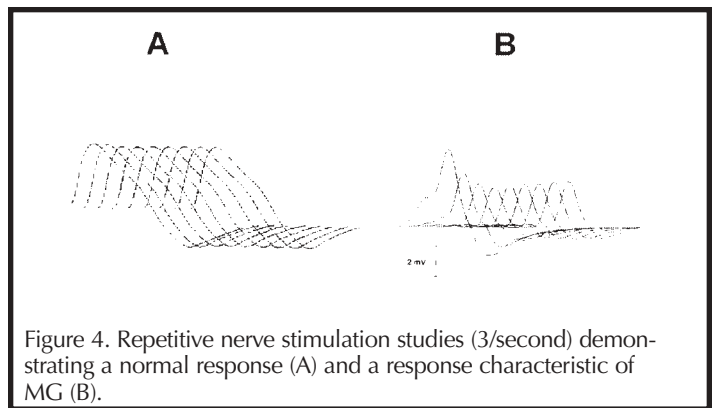 A B
2 mv
Figure 4. Repetitive nerve stimulation studies (3/second) demon-
strating a normal response (A) and a response characteristic of
MG (B).